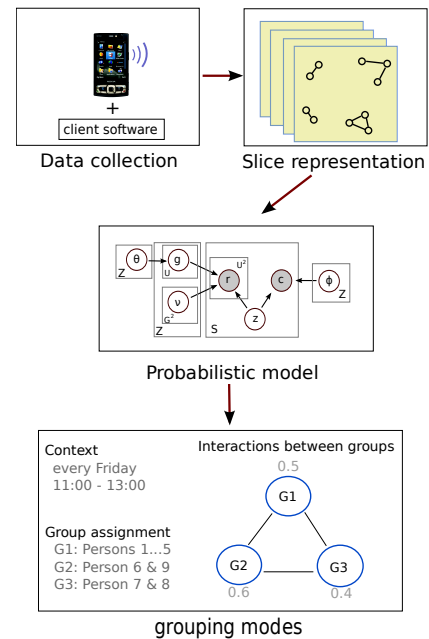 +
client software
Data collection
Slice representation
θ
g
U
Z
ν
G²
Z
r
U²
c
z
S
ϕ
Z
Probabilistic model
Context
every Friday
11:00 - 13:00
Group assignment
G1: Persons 1...5
G2: Person 6 & 9
G3: Person 7 & 8
Interactions between groups
0.5
G1
G2
G3
0.6
0.4
grouping modes